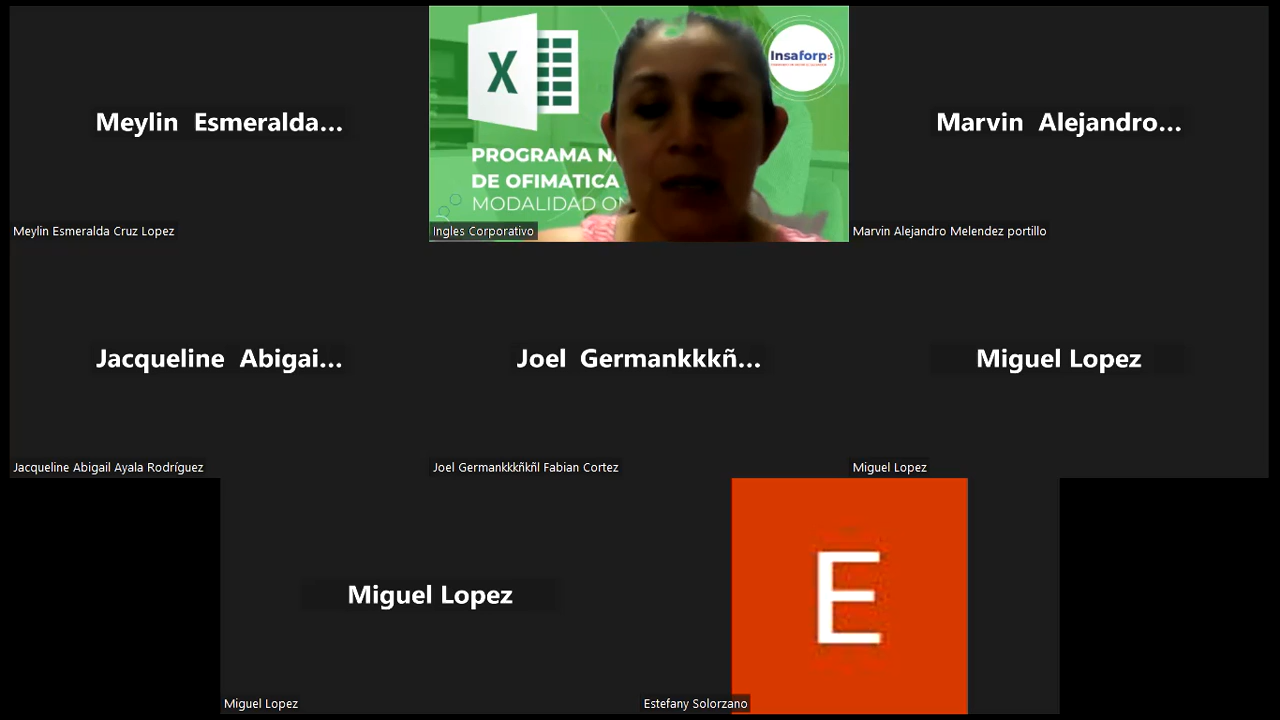 Meylin Esmeralda...
Meylin Esmeralda Cruz Lopez
X
Insaforp
PROGRAMA NA
DE OFIMATICA
MODALIDAD ON
Ingles Corporativo
Marvin Alejandro...
Marvin Alejandro Melendez portillo
Jacqueline Abigai...
Jacqueline Abigail Ayala Rodríguez
Joel Germankkkñ...
Joel Germankkkñkñl Fabian Cortez
Miguel Lopez
Miguel Lopez
Miguel Lopez
Miguel Lopez
E
Estefany Solorzano